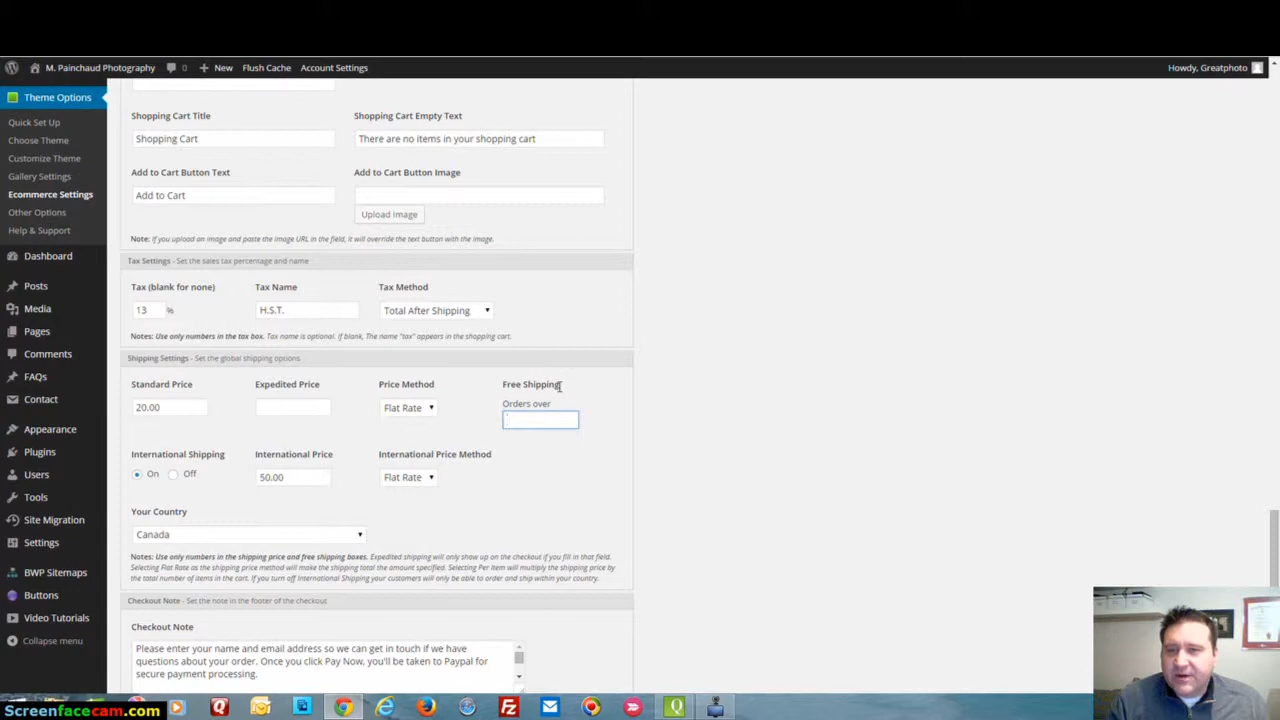 M. Painchaud Photography 0 New Flush Cache Account Settings Howdy, Greatphoto
Theme Options
Quick Set Up
Choose Theme
Customize Theme
Gallery Settings
Ecommerce Settings
Other Options
Help & Support
Dashboard
Posts
Media
Pages
Comments
FAQs
Contact
Appearance
Plugins
Users
Tools
Site Migration
Settings
BWP Sitemaps
Buttons
Video Tutorials
Collapse menu
Shopping Cart Title Shopping Cart Empty Text
Shopping Cart There are no items in your shopping cart
Add to Cart Button Text Add to Cart Button Image
Add to Cart
Upload Image
Note: If you upload an image and paste the image URL in the field, it will override the text button with the image.
Tax Settings - Set the sales tax percentage and name
Tax (blank for none) Tax Name Tax Method
13 % H.S.T. Total After Shipping
Notes: Use only numbers in the tax box. Tax name is optional. If blank, The name "tax" appears in the shopping cart.
Shipping Settings - Set the global shipping options
Standard Price Expedited Price Price Method Free Shipping
Orders over
20.00 Flat Rate
International Shipping International Price International Price Method
On Off 50.00 Flat Rate
Your Country
Canada
Notes: Use only numbers in the shipping price and free shipping boxes. Expedited shipping will only show up on the checkout if you fill in that field.
Selecting Flat Rate as the shipping price method will make the shipping total the amount specified. Selecting Per Item will multiply the shipping price by
the total number of items in the cart. If you turn off International Shipping your customers will only be able to order and ship within your country.
Checkout Note - Set the note in the footer of the checkout
Checkout Note
Please enter your name and email address so we can get in touch if we have
questions about your order. Once you click Pay Now, you'll be taken to Paypal for
secure payment processing.
Screenfacecam.com